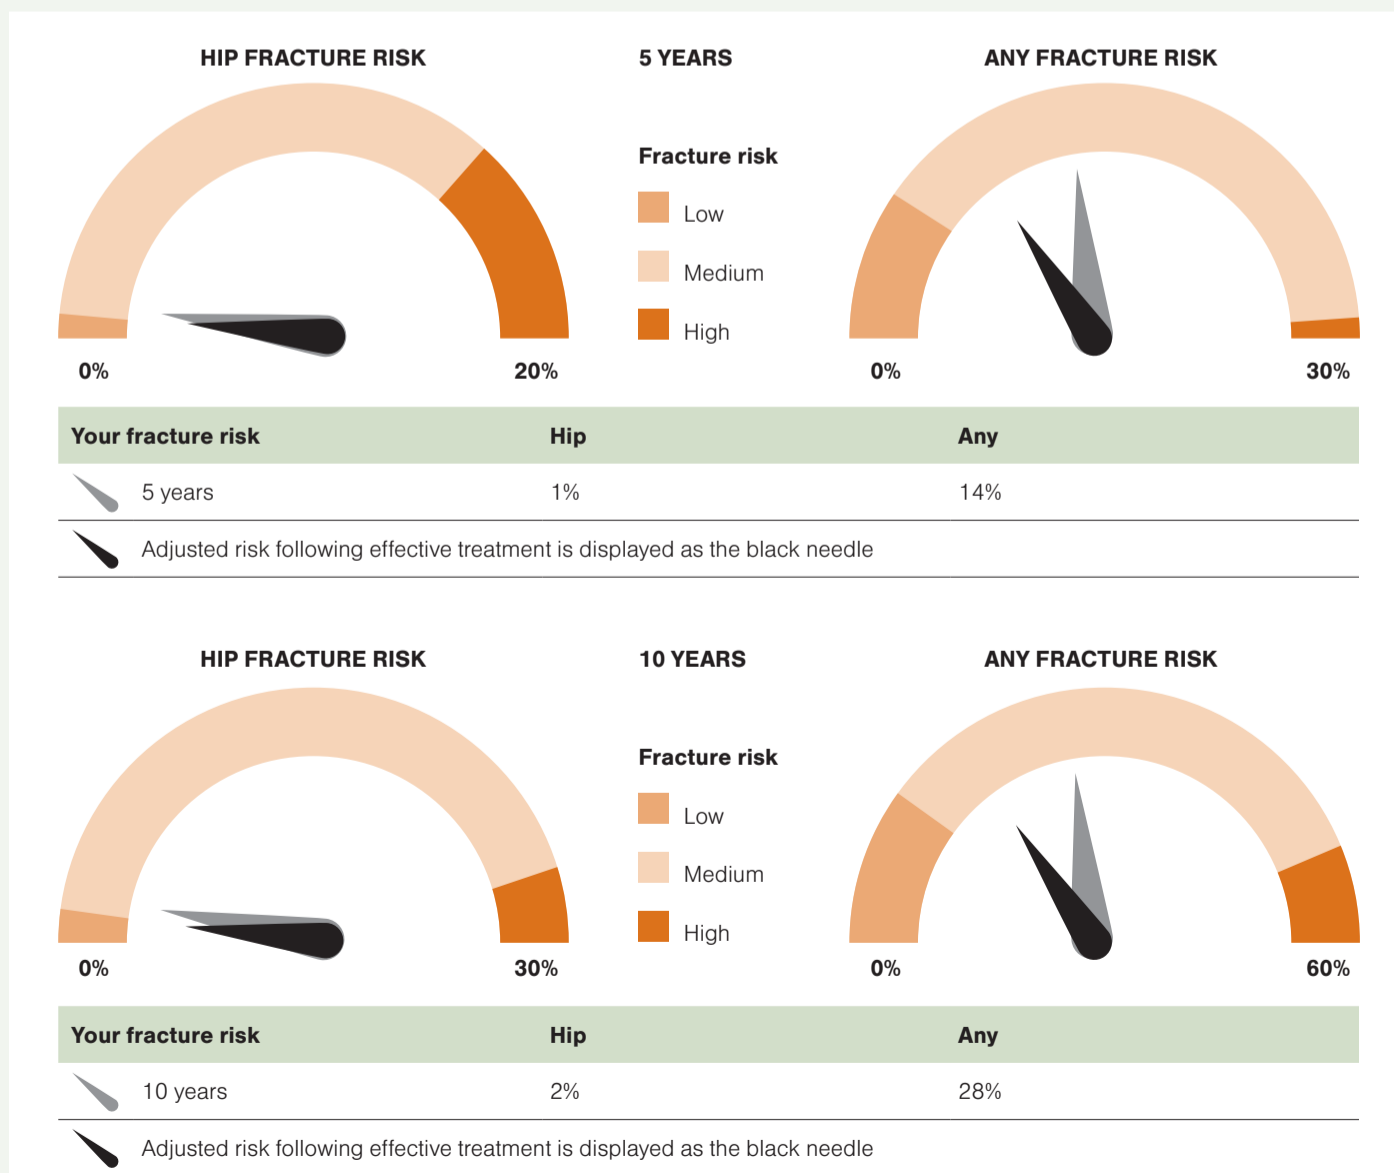 HIP FRACTURE RISK
5 YEARS
ANY FRACTURE RISK
Fracture risk
Low
Medium
High
0%
20%
0%
30%
Your fracture risk Hip Any
5 years 1% 14%
Adjusted risk following effective treatment is displayed as the black needle
HIP FRACTURE RISK
10 YEARS
ANY FRACTURE RISK
Fracture risk
Low
Medium
High
0%
30%
0%
60%
Your fracture risk Hip Any
10 years 2% 28%
Adjusted risk following effective treatment is displayed as the black needle